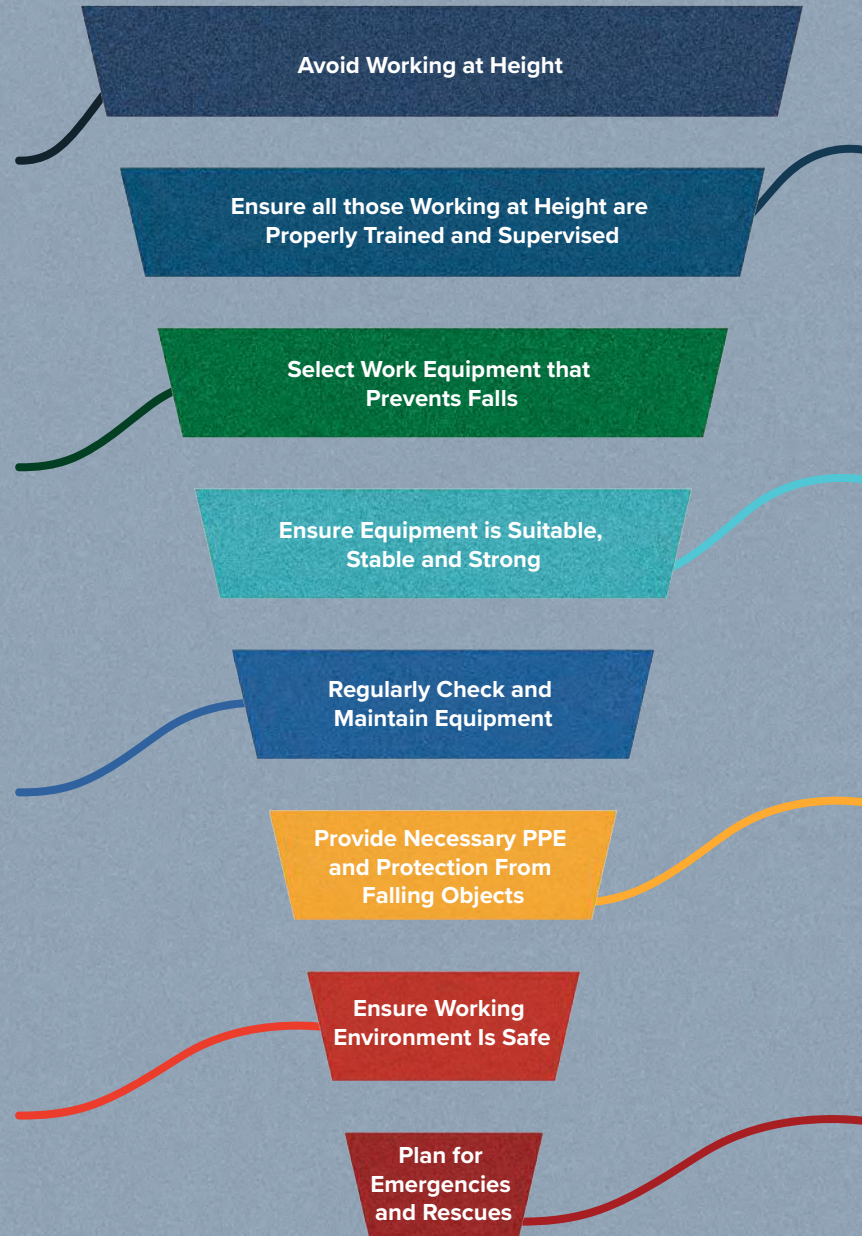 Avoid Working at Height
Ensure all those Working at Height are
Properly Trained and Supervised
Select Work Equipment that
Prevents Falls
Ensure Equipment is Suitable,
Stable and Strong
Regularly Check and
Maintain Equipment
Provide Necessary PPE
and Protection From
Falling Objects
Ensure Working
Environment Is Safe
Plan for
Emergencies
and Rescues